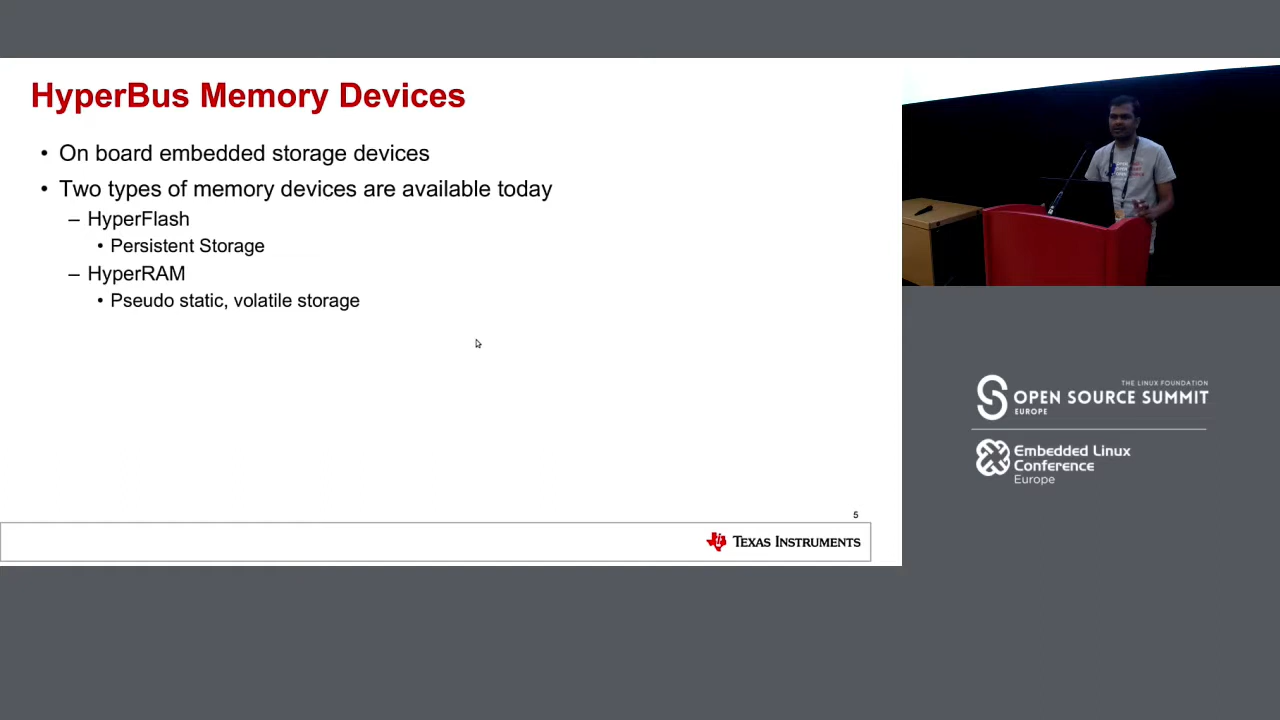 HyperBus Memory Devices
• On board embedded storage devices
• Two types of memory devices are available today
– HyperFlash
• Persistent Storage
– HyperRAM
• Pseudo static, volatile storage
5
TEXAS INSTRUMENTS
THE LINUX FOUNDATION
OPEN SOURCE SUMMIT
EUROPE
Embedded Linux
Conference
Europe